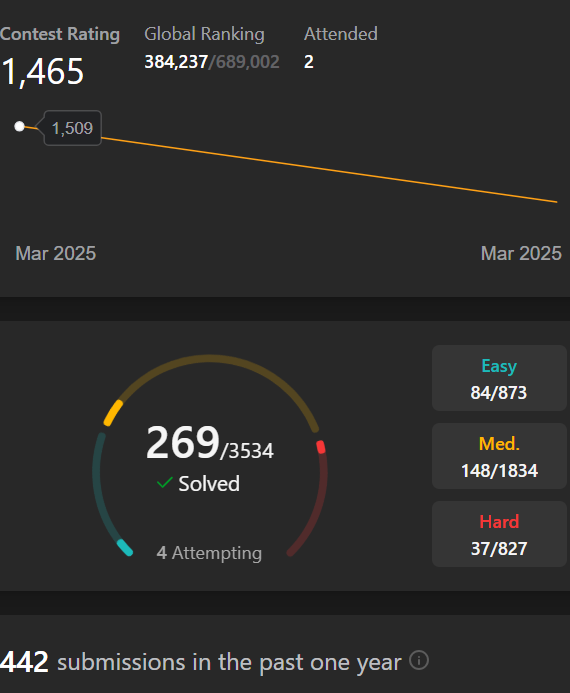 Contest Rating Global Ranking Attended
1,465 384,237/689,002 2
1,509
Mar 2025 Mar 2025
Easy
84/873
269/3534
Solved
4 Attempting
Med.
148/1834
Hard
37/827
442 submissions in the past one year